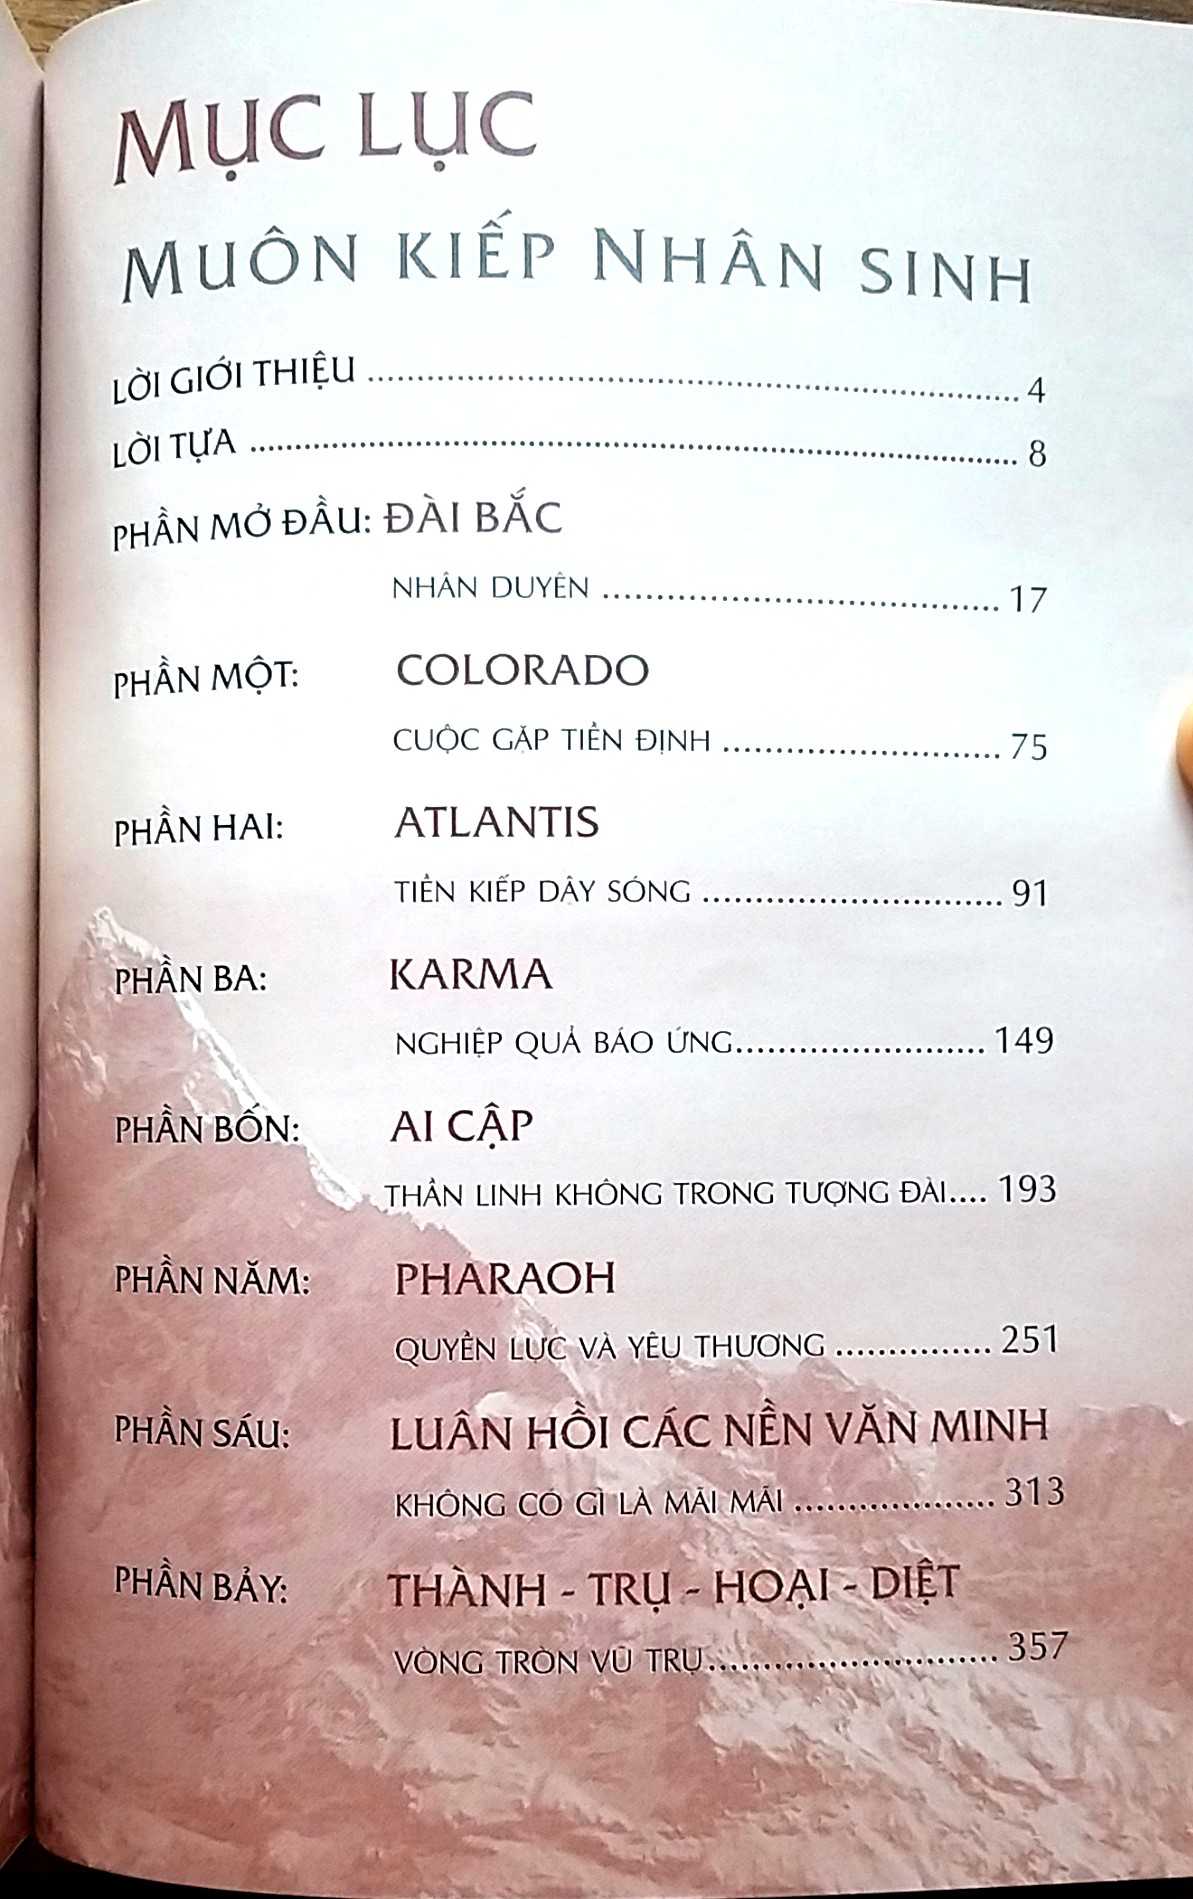 MỤC LỤC
MUÔN KIẾP NHÂN SINH
LỜI GIỚI THIỆU .......................................................................... 4
LỜI TỰA ....................................................................................... 8
PHẦN MỞ ĐẦU: ĐÀI BẮC
NHÂN DUYÊN ............................................. 17
PHẦN MỘT: COLORADO
CUỘC GẶP TIỀN ĐỊNH ............................... 75
PHẦN HAI: ATLANTIS
TIỀN KIẾP DẬY SÓNG .................................. 91
PHẦN BA: KARMA
NGHIỆP QUẢ BÁO ỨNG............................ 149
PHẦN BỐN: AI CẬP
THẦN LINH KHÔNG TRONG TƯỢNG ĐÀI.... 193
PHẦN NĂM: PHARAOH
QUYỀN LỰC VÀ YÊU THƯƠNG ................. 251
PHẦN SÁU: LUÂN HỒI CÁC NỀN VĂN MINH
KHÔNG CÓ GÌ LÀ MÃI MÃI ...................... 313
PHẦN BẢY: THÀNH - TRỤ - HOẠI - DIỆT
VÒNG TRÒN VŨ TRỤ................................. 357